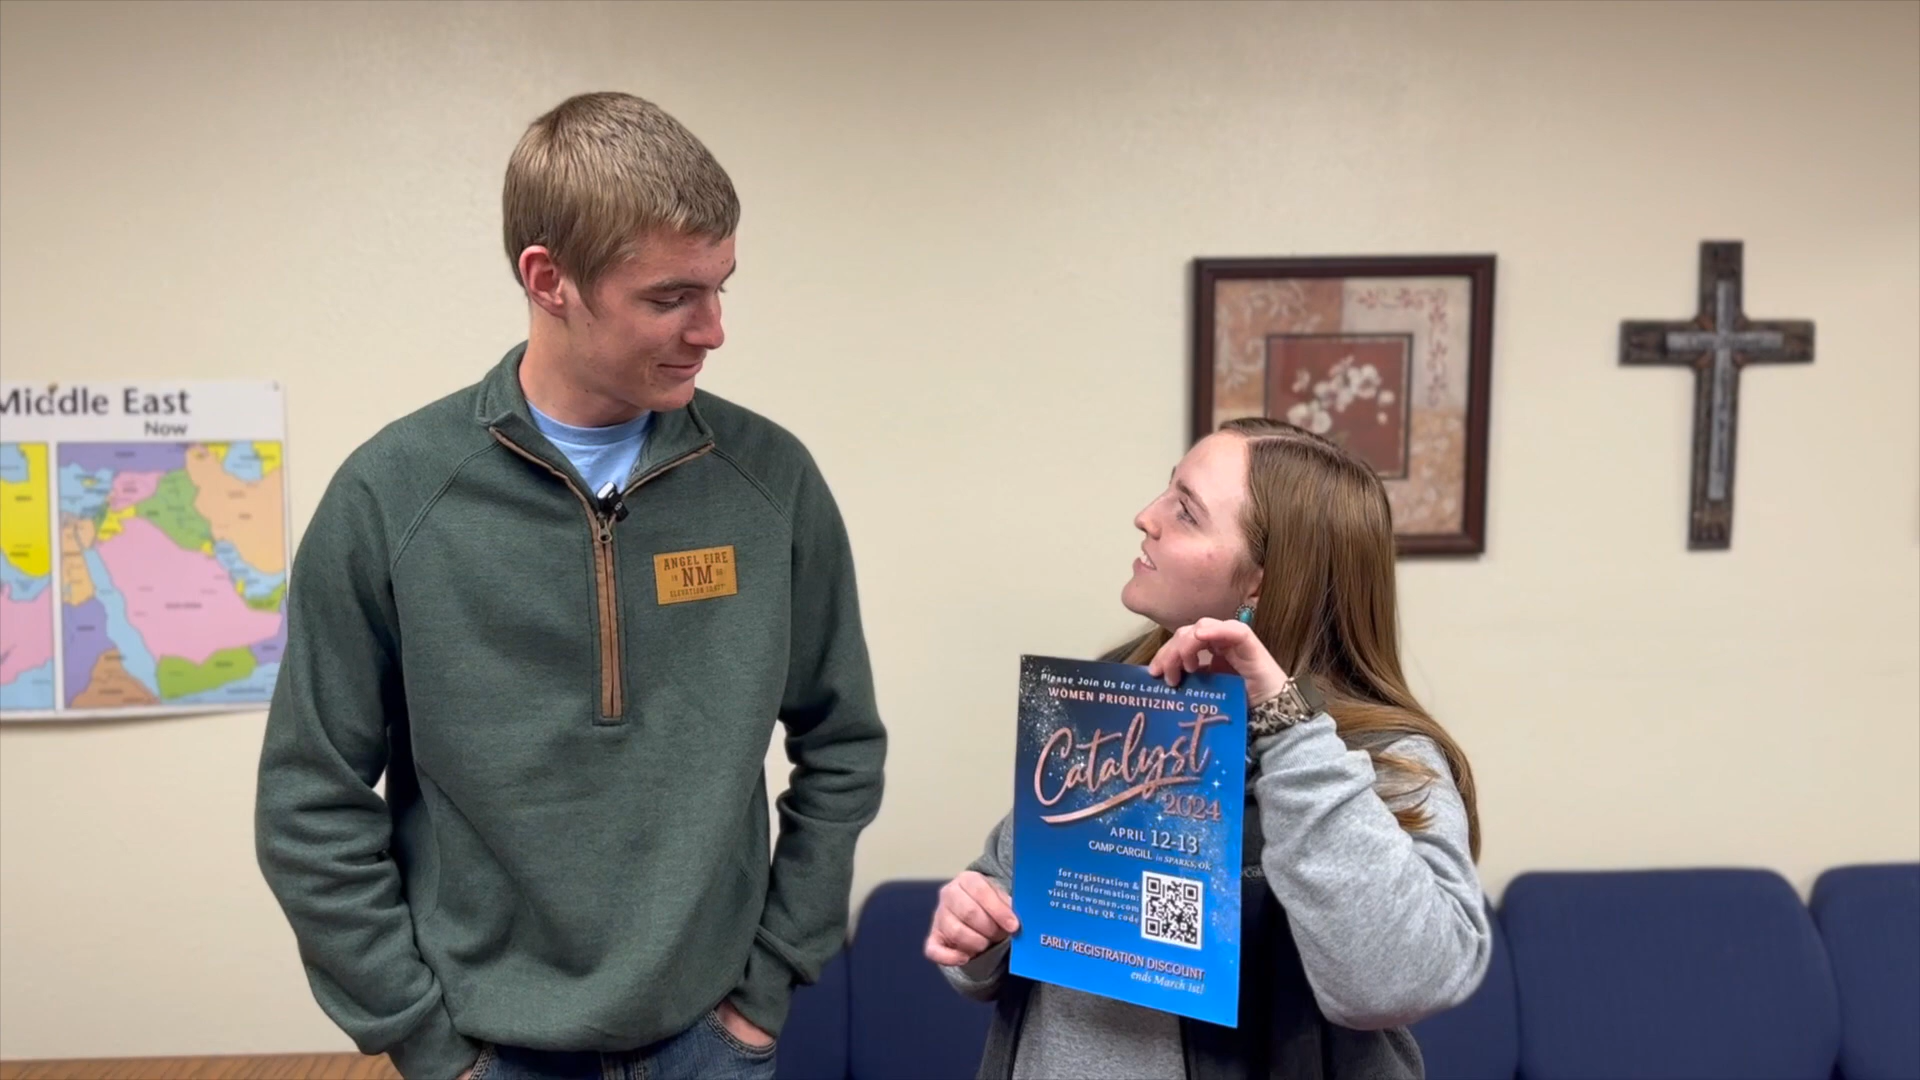 Middle East
Now
ANGEL FIRE
NM
Please Join Us for Ladies' Retreat
WOMEN PRIORITIZING GOD
Catalyst
2024
APRIL 12-13
CAMP CARGILL in SPARKS, OK
for registration &
more information:
visit fbcwomen.com
or scan the QR code
EARLY REGISTRATION DISCOUNT
ends March 1st!